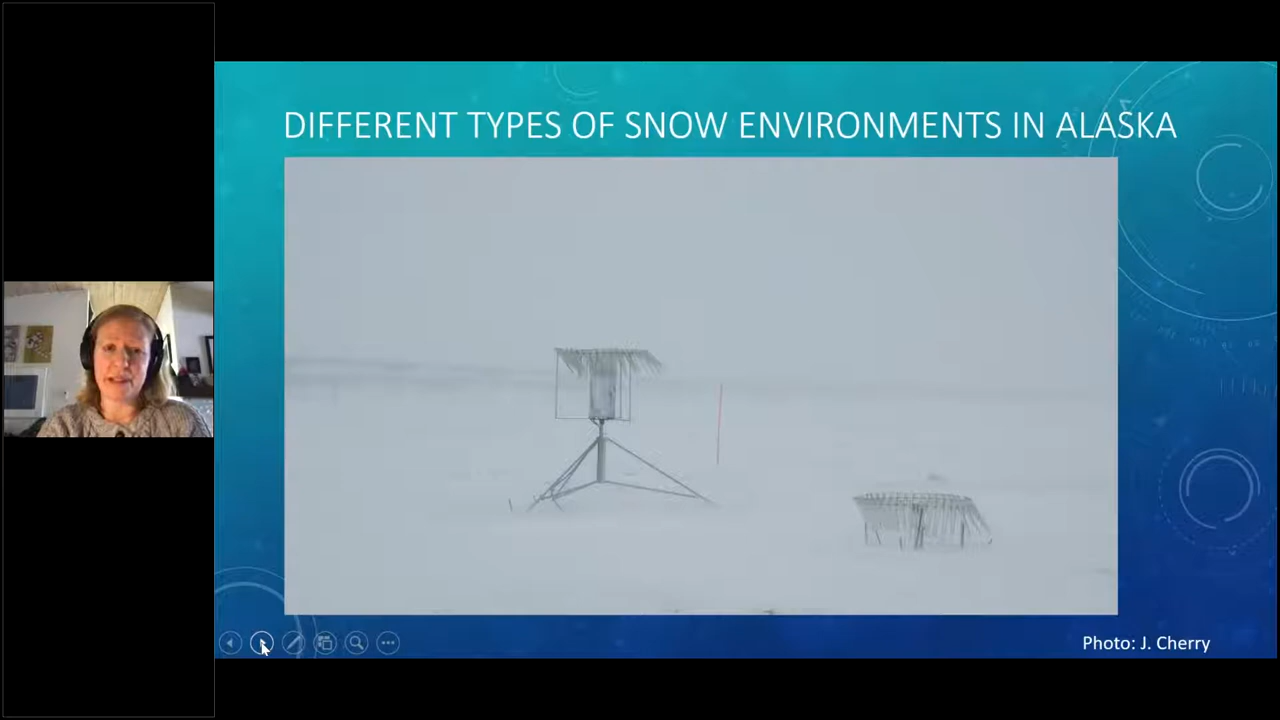 DIFFERENT TYPES OF SNOW ENVIRONMENTS IN ALASKA
Photo: J. Cherry